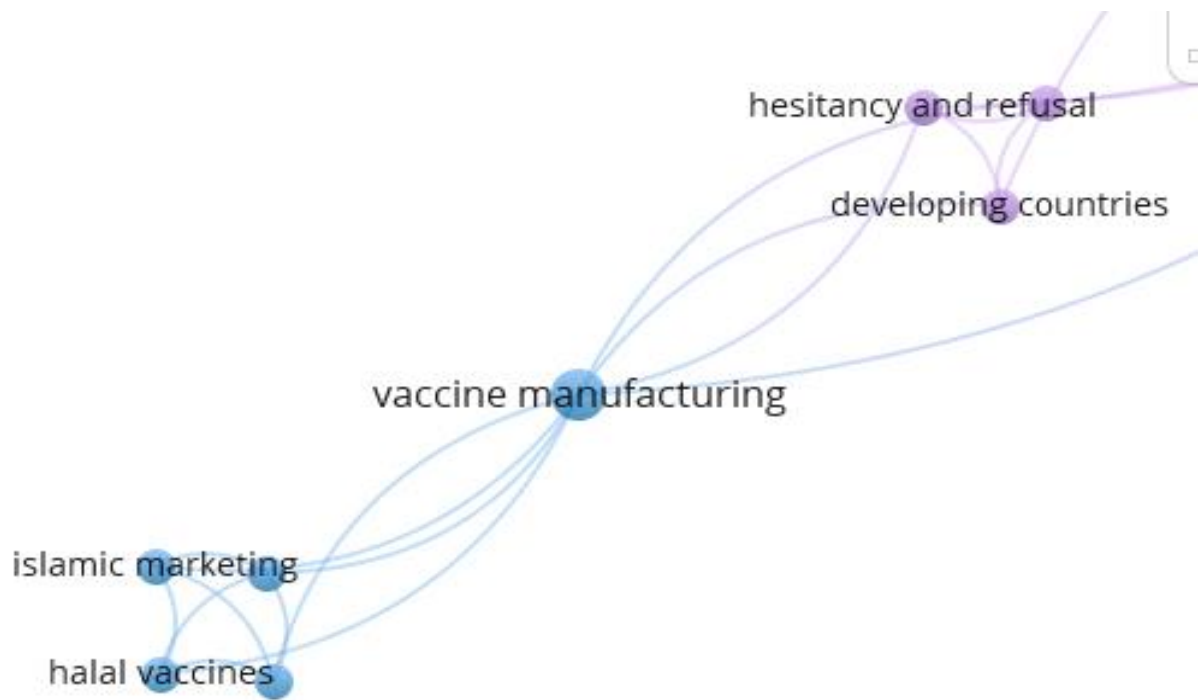 hesitancy and refusal
developing countries
vaccine manufacturing
islamic marketing
halal vaccines